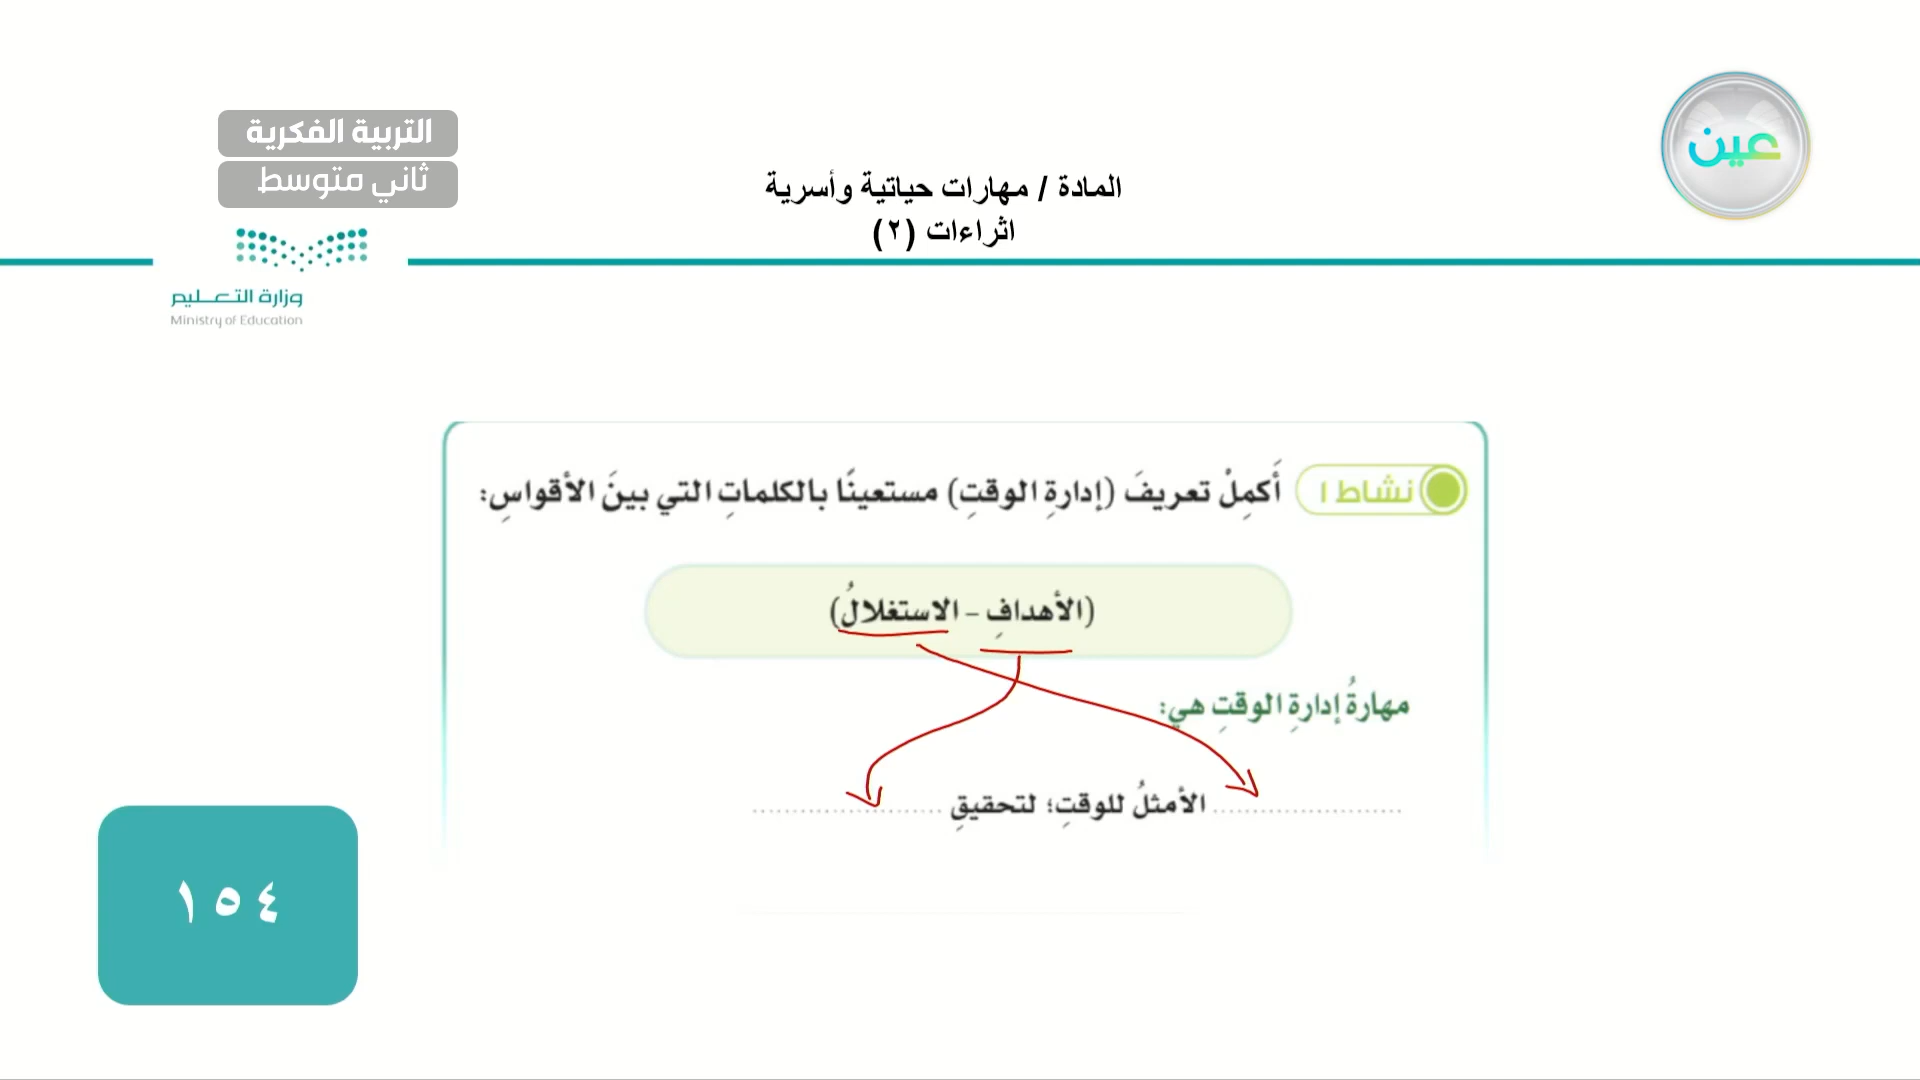 عين
التربية الفكرية
ثاني متوسط
المادة / مهارات حياتية وأسرية
اثراءات (٢)
وزارة التعليم
Ministry of Education
نشاط ١ أَكمِلْ تعريفَ (إدارةِ الوقتِ) مستعينًا بالكلماتِ التي بينَ الأقواسِ:
(الأهدافِ - الاستغلالُ)
مهارةُ إدارةِ الوقتِ هي:
.................... الأمثلُ للوقتِ؛ لتحقيقِ ....................
١٥٤